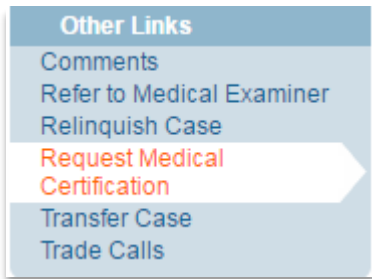 Other Links
Comments
Refer to Medical Examiner
Relinquish Case
Request Medical
Certification
Transfer Case
Trade Calls